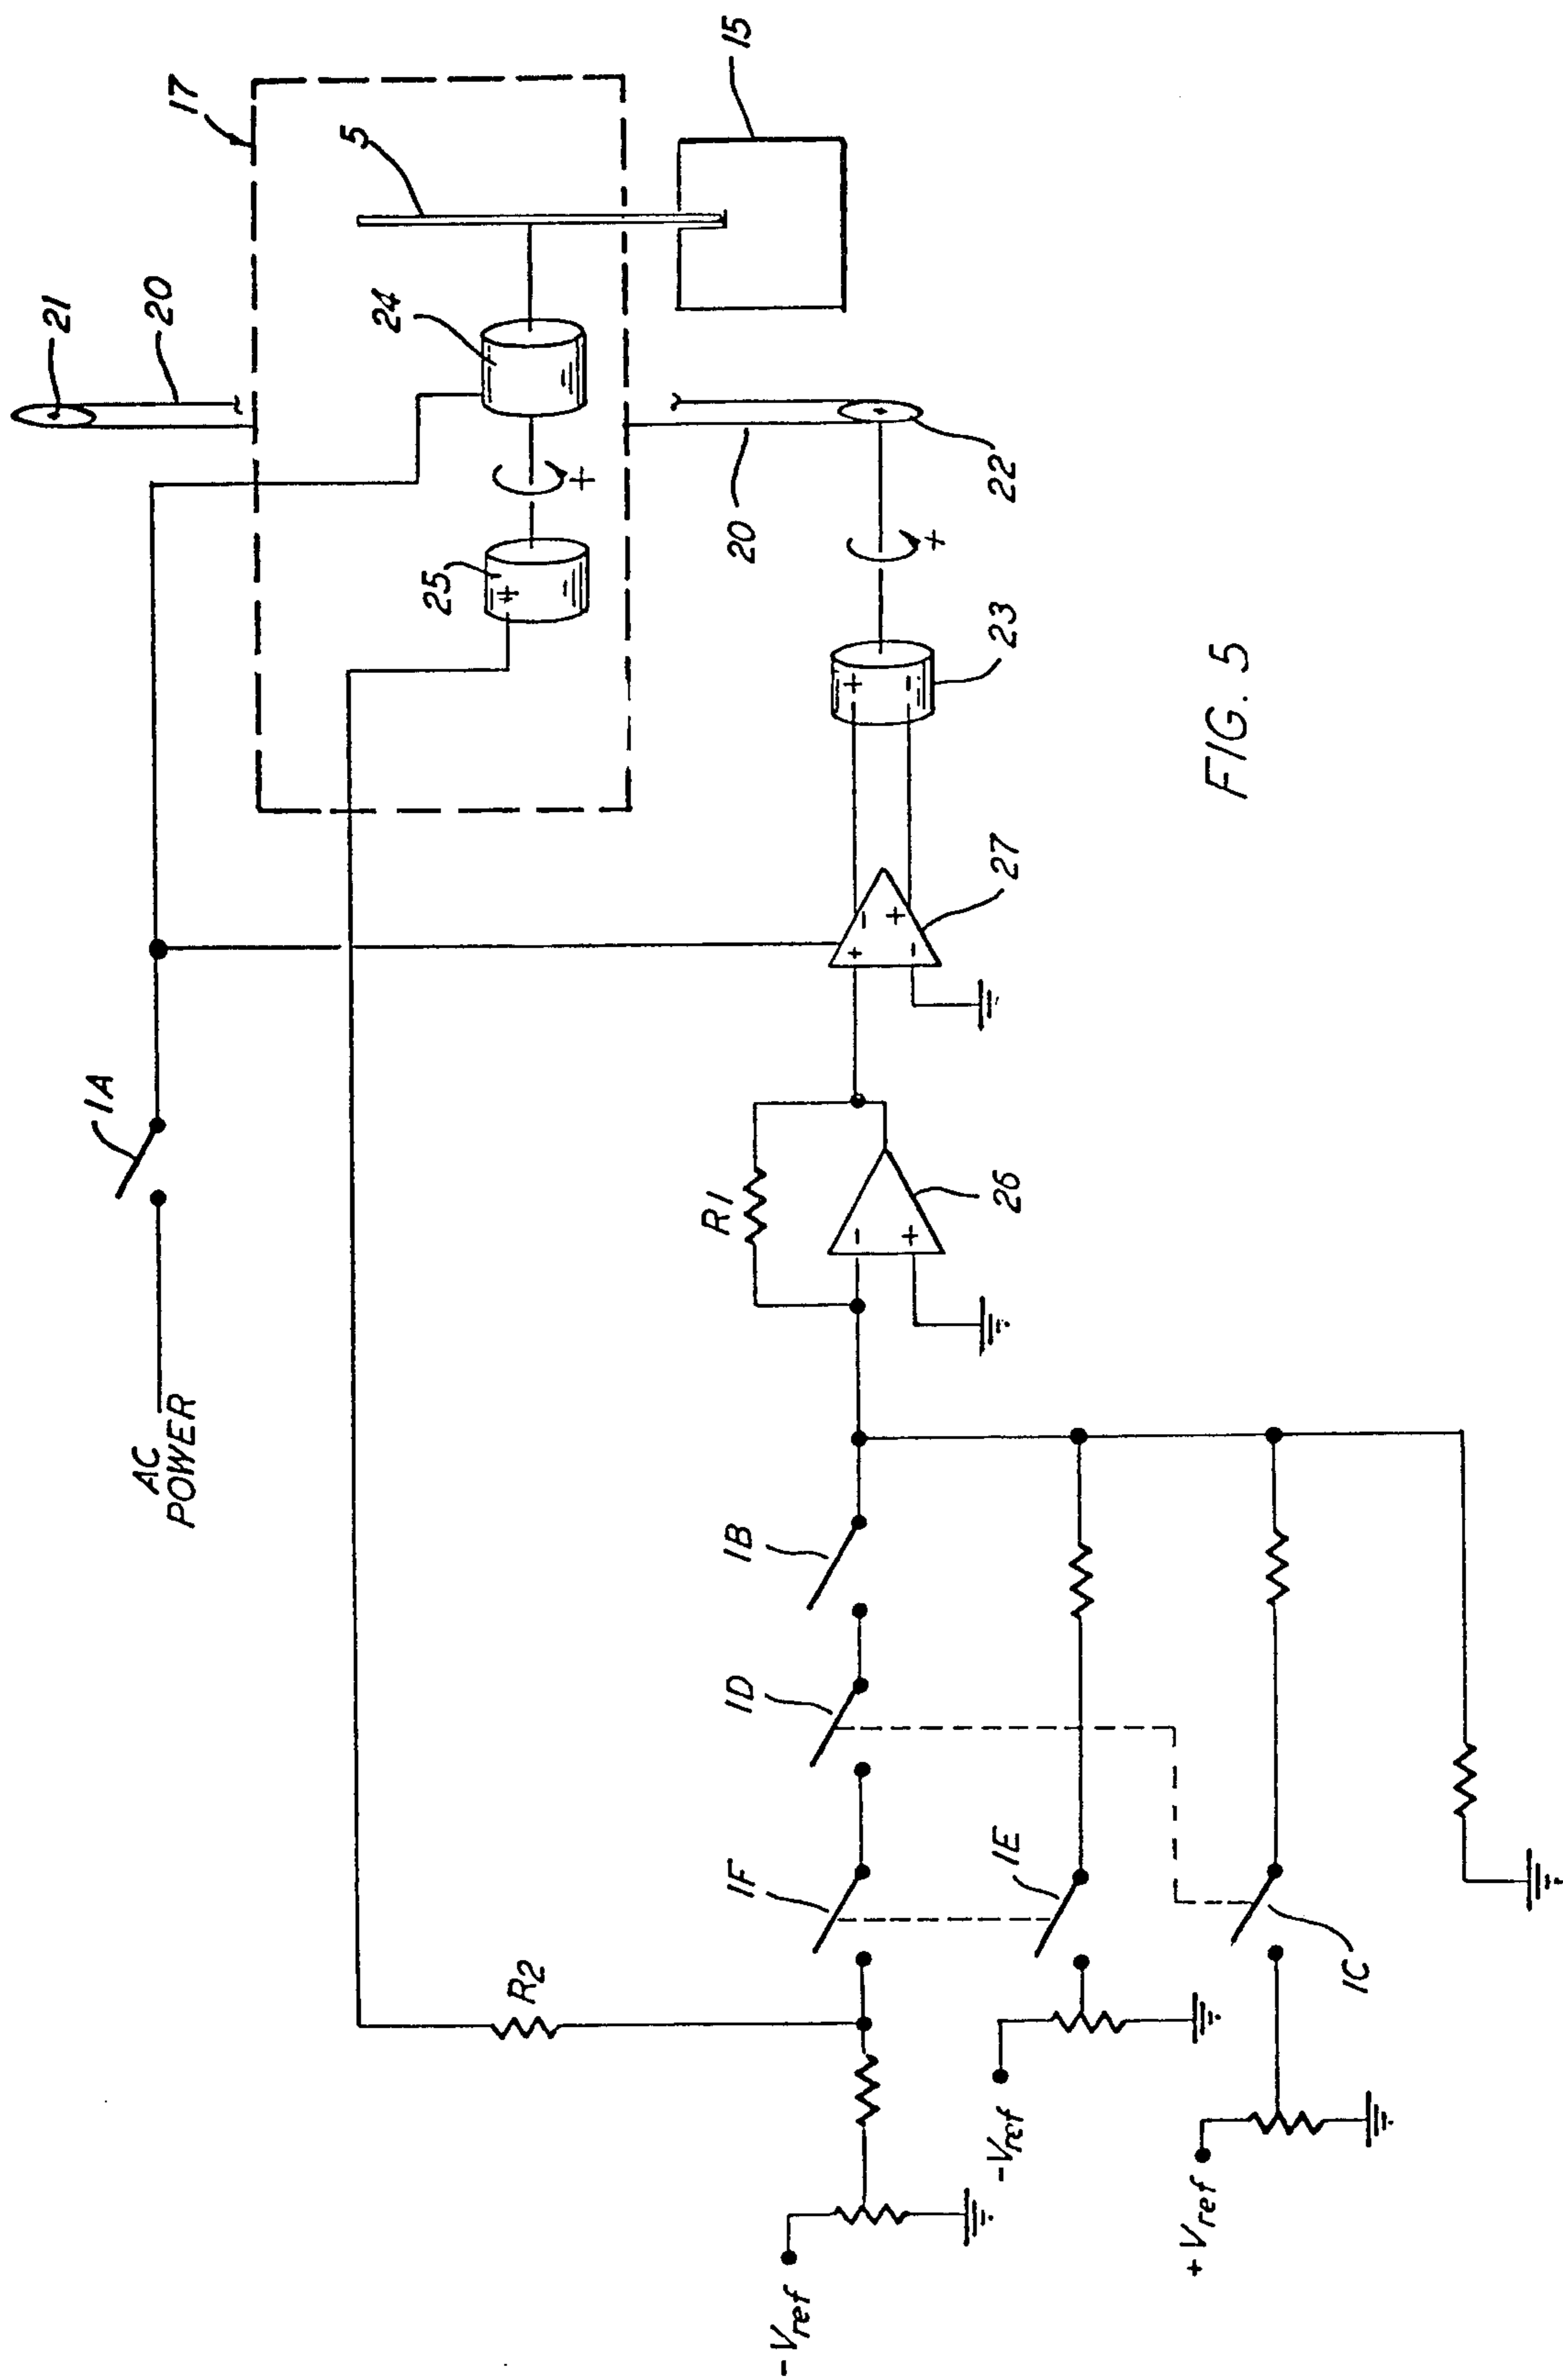 21
20
17
5
15
24
25
20
22
23
27
1A
AC
POWER
R1
26
1B
1D
1F
1E
1C
R2
-Vref
-Vref
+Vref
+
+
+
+
-
+
-
-
+
-
+
FIG. 5